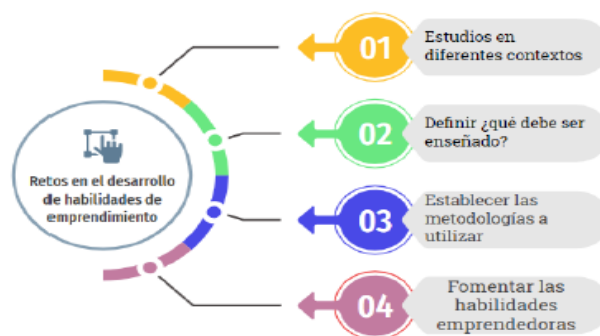 Retos en el desarrollo
de habilidades de
emprendimiento
01
Estudios en
diferentes contextos
02
Definir ¿qué debe ser
enseñado?
03
Establecer las
metodologías a
utilizar
04
Fomentar las
habilidades
emprendedoras